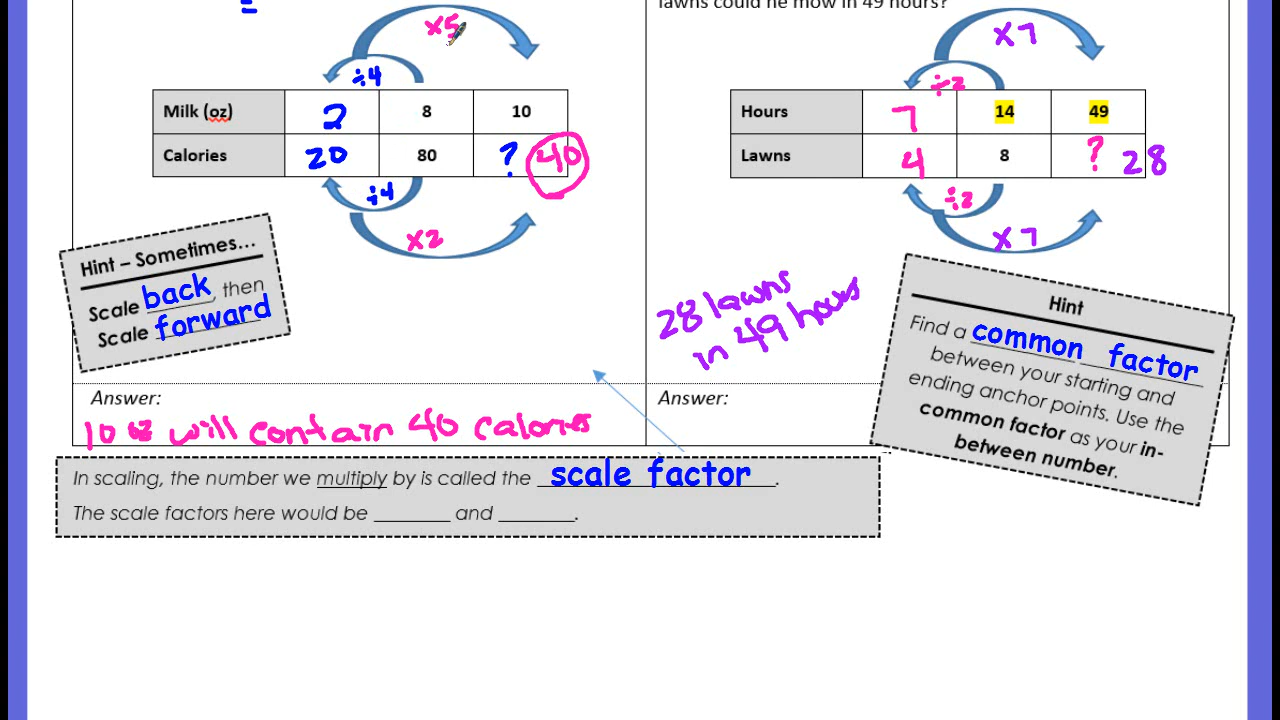 =
lawns could he mow in 49 hours?
x5
÷4
Milk (oz) 2 8 10
Calories 20 80 ? 40
÷4
x2
Hint – Sometimes...
Scale back, then
Scale forward
Answer:
10 oz will contain 40 calories
x7
÷2
Hours 7 14 49
Lawns 4 8 ? 28
÷2
x7
28 lawns
in 49 hours
Answer:
Hint
Find a common factor
between your starting and
ending anchor points. Use the
common factor as your in-
between number.
In scaling, the number we multiply by is called the scale factor.
The scale factors here would be ________ and ________.